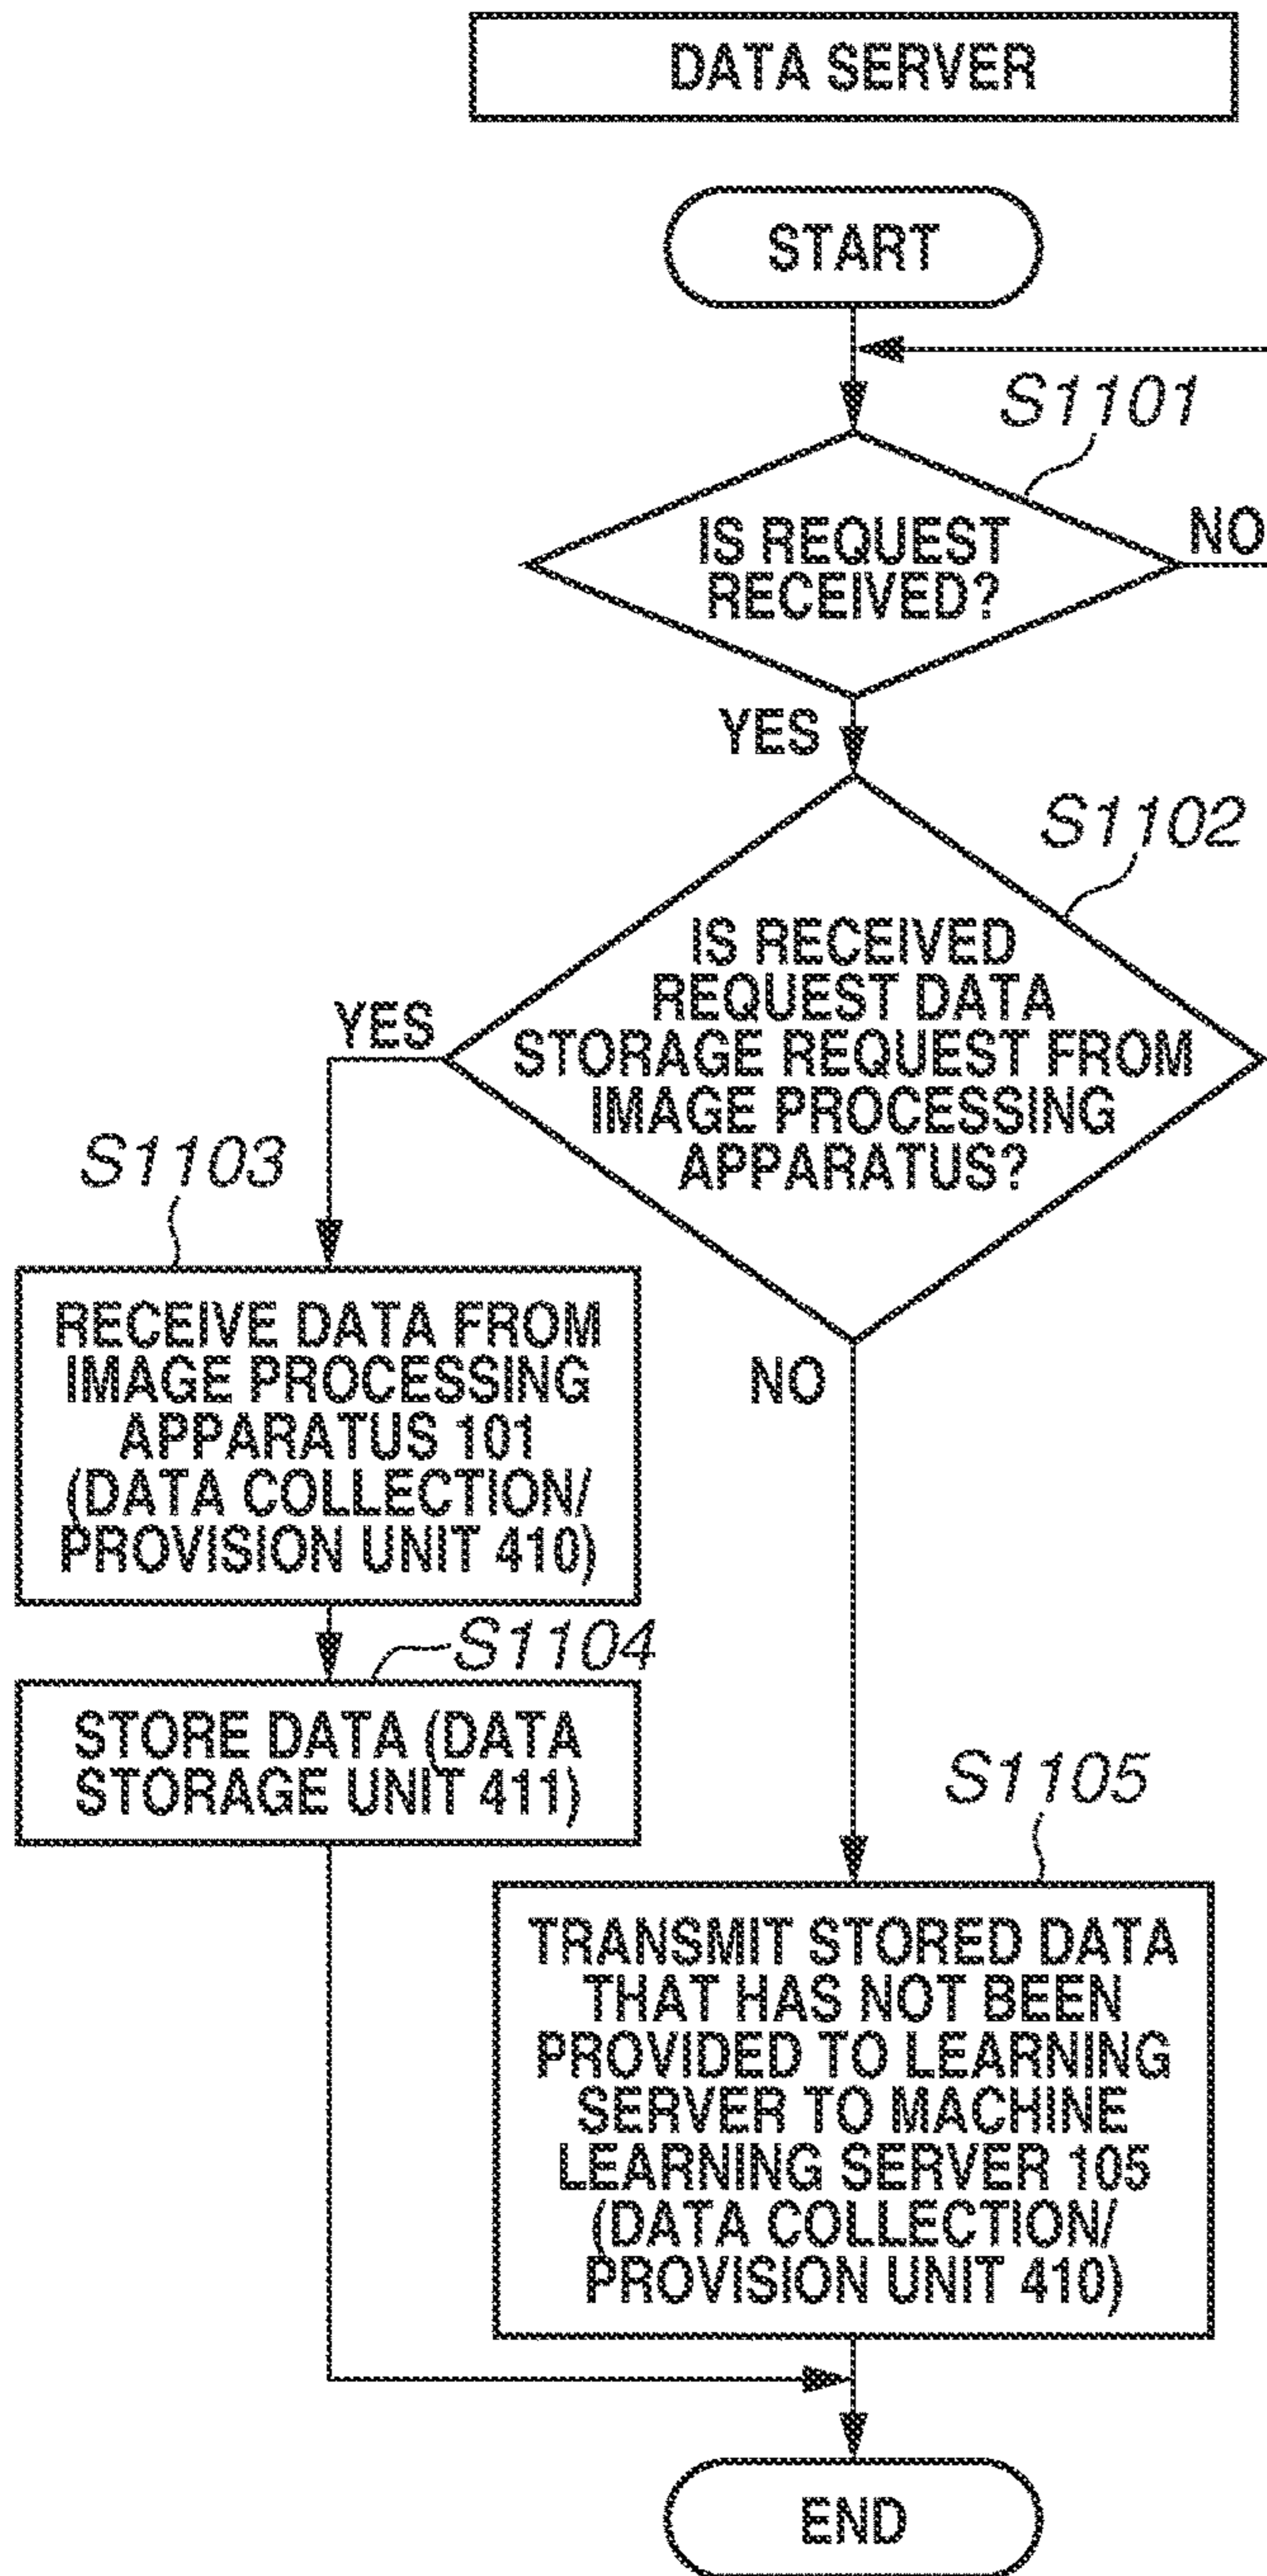 DATA SERVER
START
S1101
IS REQUEST
RECEIVED?
NO
YES
S1102
IS RECEIVED
REQUEST DATA
STORAGE REQUEST FROM
IMAGE PROCESSING
APPARATUS?
YES
NO
S1103
RECEIVE DATA FROM
IMAGE PROCESSING
APPARATUS 101
(DATA COLLECTION/
PROVISION UNIT 410)
S1104
STORE DATA (DATA
STORAGE UNIT 411)
S1105
TRANSMIT STORED DATA
THAT HAS NOT BEEN
PROVIDED TO LEARNING
SERVER TO MACHINE
LEARNING SERVER 105
(DATA COLLECTION/
PROVISION UNIT 410)
END